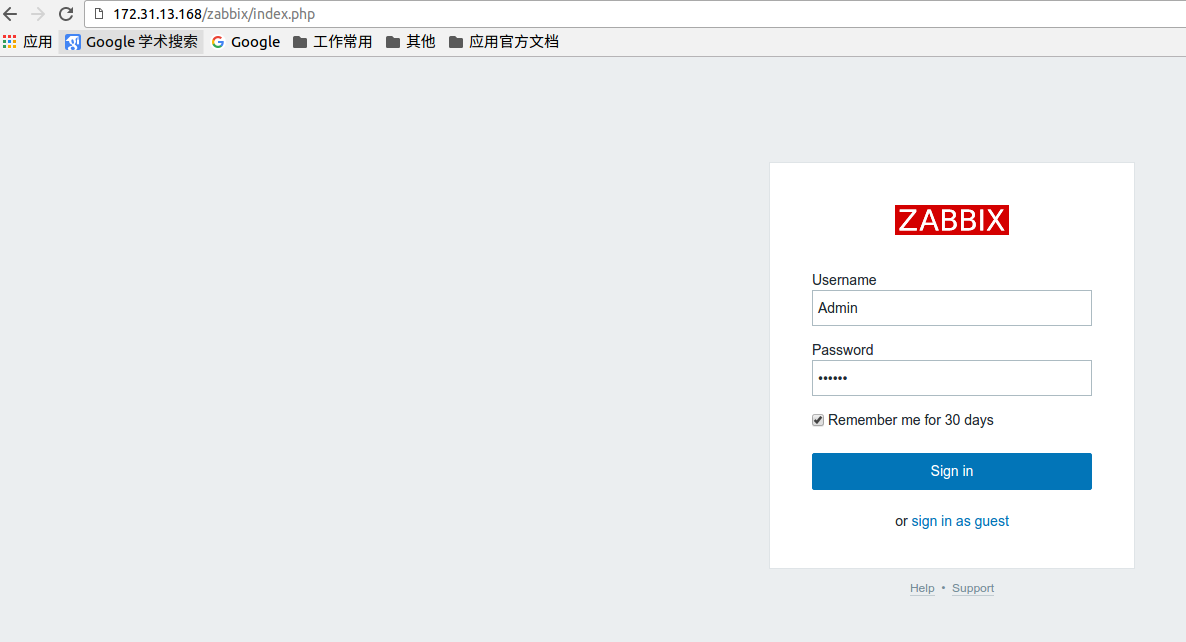 172.31.13.168/zabbix/index.php
应用 Google 学术搜索 Google 工作常用 其他 应用官方文档
ZABBIX
Username
Admin
Password
••••••
Remember me for 30 days
Sign in
or sign in as guest
Help • Support